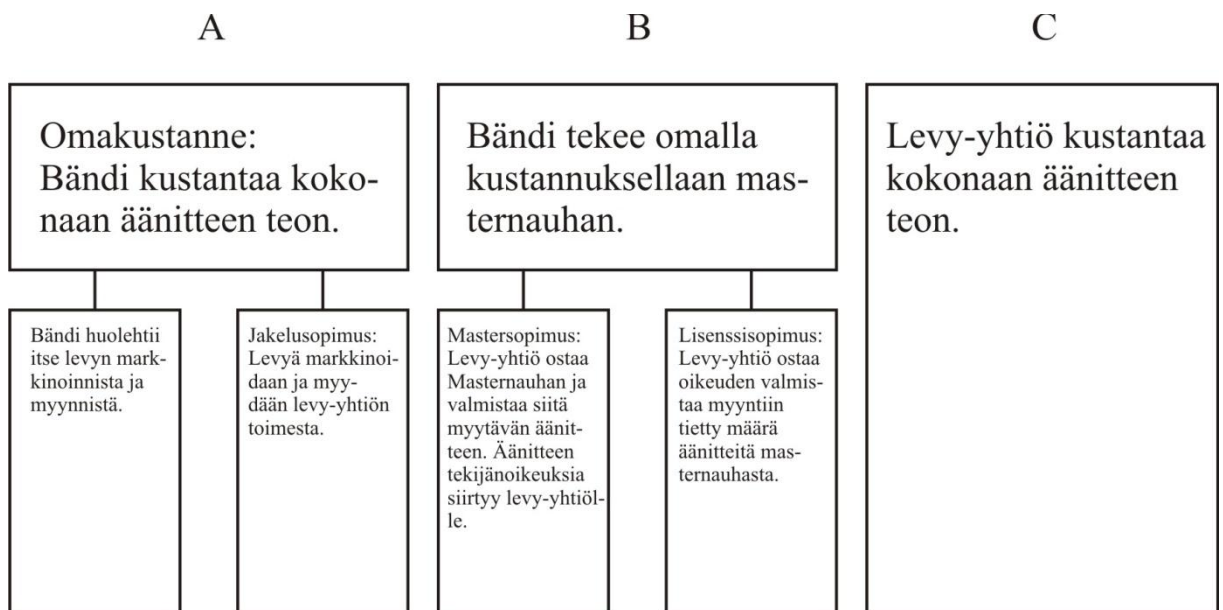 A
B
C
Omakustanne:
Bändi kustantaa koko-
naan äänitteen teon.
Bändi tekee omalla
kustannuksellaan mas-
ternauhan.
Levy-yhtiö kustantaa
kokonaan äänitteen
teon.
Bändi huolehtii
itse levyn mark-
kinoinnista ja
myynnistä.
Jakelusopimus:
Levyä markkinoi-
daan ja myy-
dään levy-yhtiön
toimesta.
Mastersopimus:
Levy-yhtiö ostaa
Masternauhan ja
valmistaa siitä
myytävän äänit-
teen. Äänitteen
tekijänoikeuksia
siirtyy levy-yhtiöl-
le.
Lisenssisopimus:
Levy-yhtiö ostaa
oikeuden valmis-
taa myyntiin
tietty määrä
äänitteitä mas-
ternauhasta.